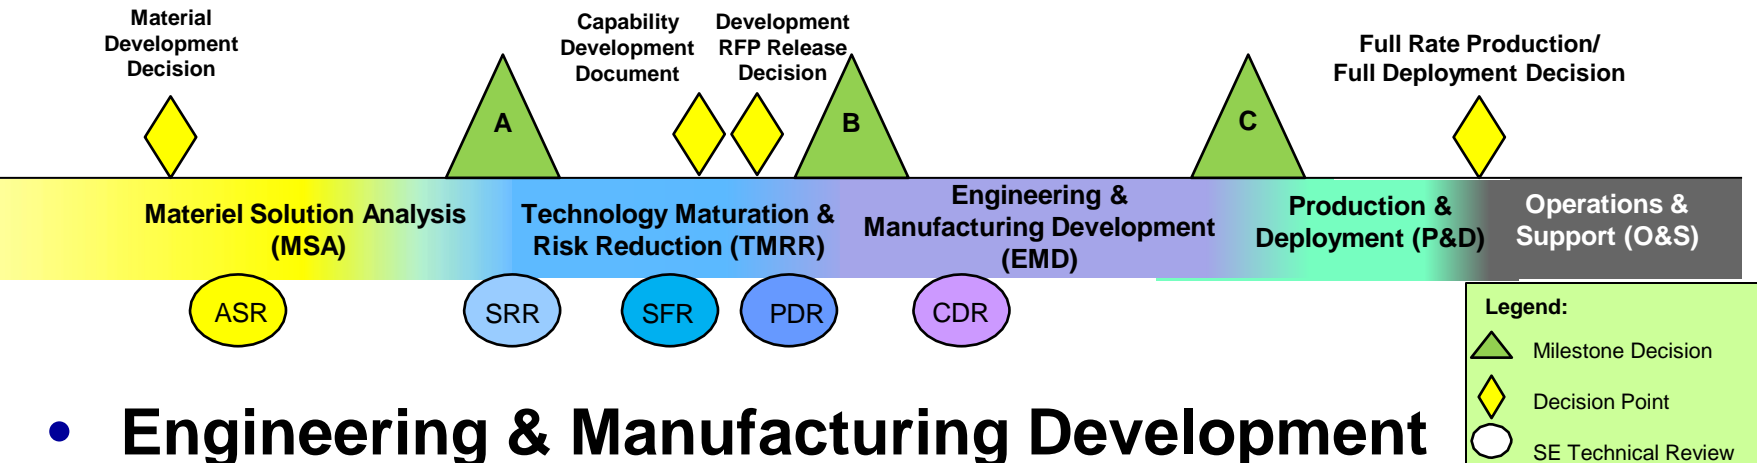 Material
Development
Decision
Capability
Development
Document
Development
RFP Release
Decision
Full Rate Production/
Full Deployment Decision
A
B
C
Materiel Solution Analysis
(MSA)
Technology Maturation &
Risk Reduction (TMRR)
Engineering &
Manufacturing Development
(EMD)
Production &
Deployment (P&D)
Operations &
Support (O&S)
ASR
SRR
SFR
PDR
CDR
Legend:
Milestone Decision
Decision Point
SE Technical Review
• Engineering & Manufacturing Development